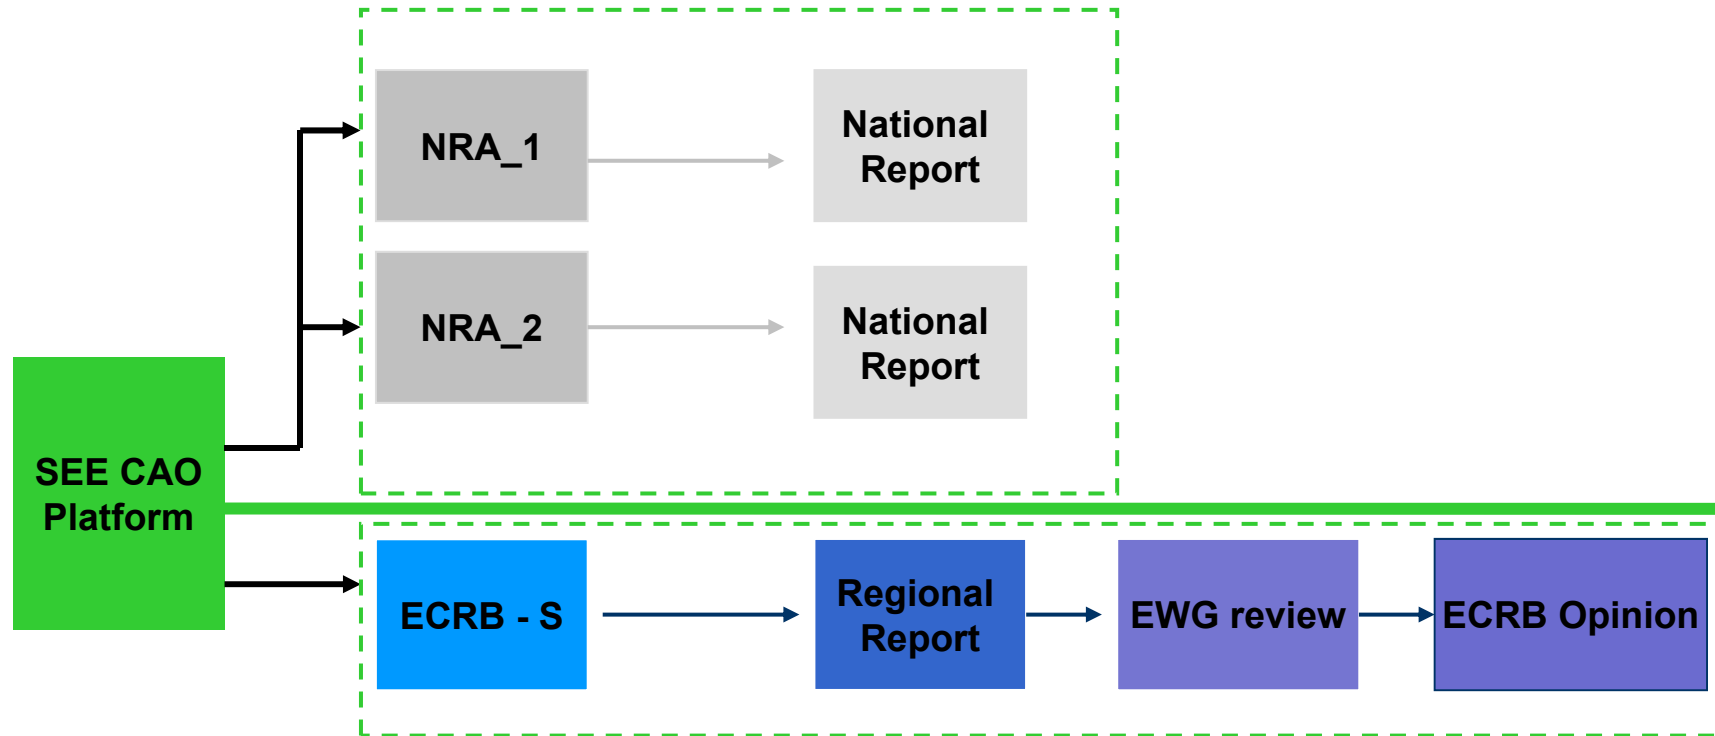 NRA_1
National
Report
NRA_2
National
Report
SEE CAO
Platform
ECRB - S
Regional
Report
EWG review
ECRB Opinion